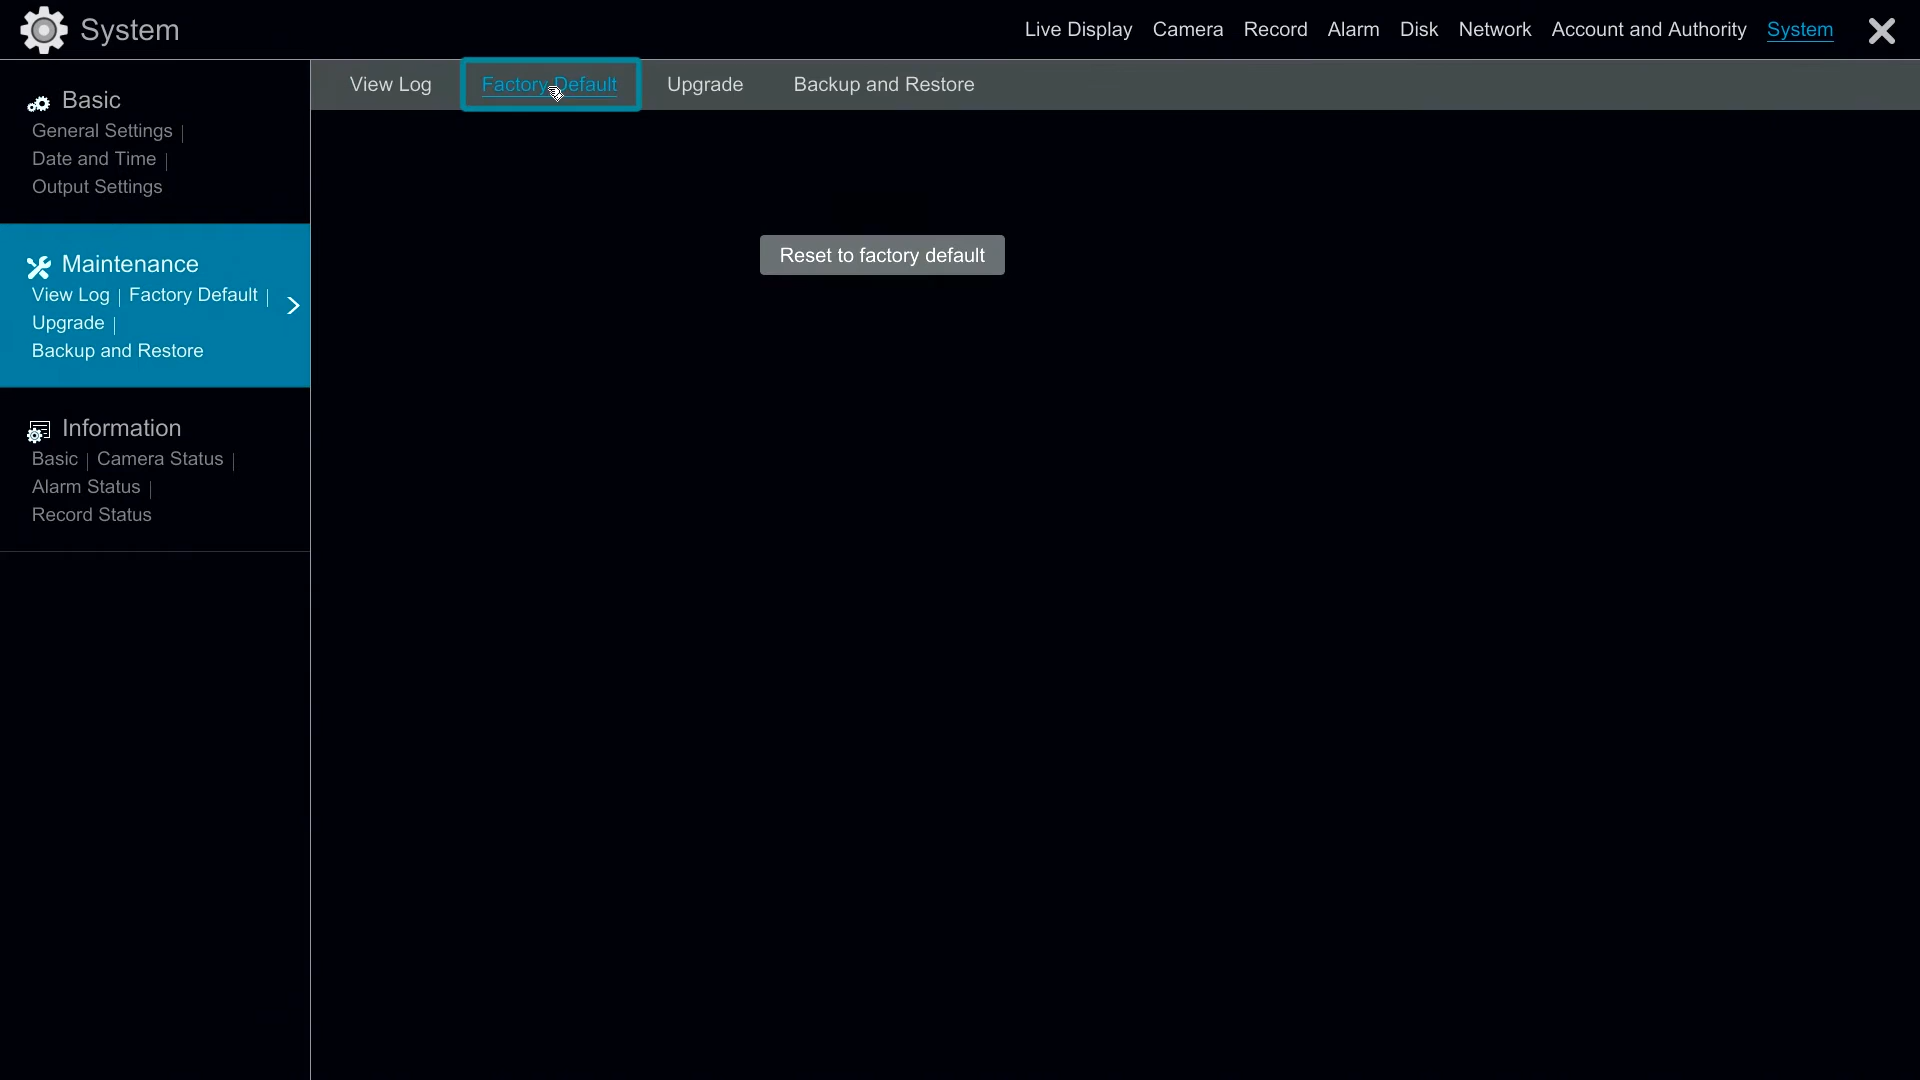 System
Live Display Camera Record Alarm Disk Network Account and Authority System
View Log Factory Default Upgrade Backup and Restore
Basic
General Settings |
Date and Time |
Output Settings
Maintenance
View Log | Factory Default |
Upgrade |
Backup and Restore
Information
Basic | Camera Status |
Alarm Status |
Record Status
Reset to factory default